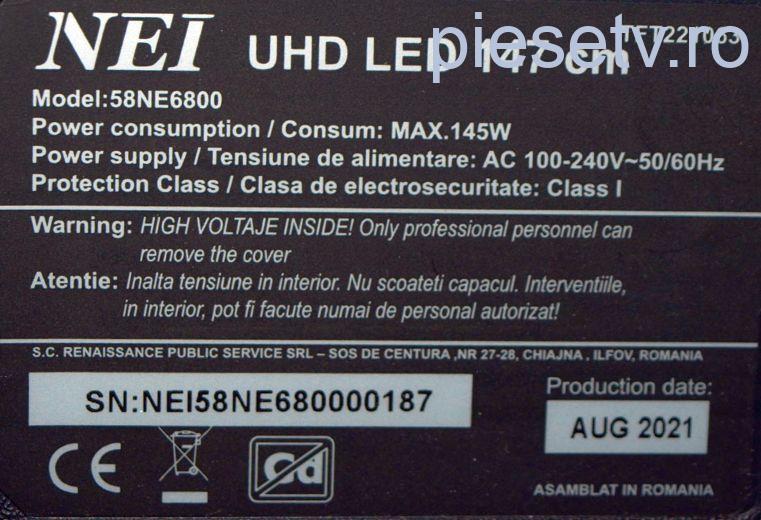 NEI UHD LED 147 cm
piesetv.ro
Model:58NE6800
Power consumption / Consum: MAX.145W
Power supply / Tensiune de alimentare: AC 100-240V~50/60Hz
Protection Class / Clasa de electrosecuritate: Class I
Warning: HIGH VOLTAJE INSIDE! Only professional personnel can
remove the cover
Atentie: Inalta tensiune in interior. Nu scoateti capacul. Interventiile,
in interior, pot fi facute numai de personal autorizat!
S.C. RENAISSANCE PUBLIC SERVICE SRL – SOS DE CENTURA ,NR 27-28, CHIAJNA , ILFOV, ROMANIA
SN:NEI58NE680000187
Production date:
AUG 2021
CE
Cd
ASAMBLAT IN ROMANIA